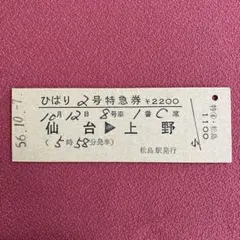 56.10.-7
ひばり 2号特急券 ¥2200
10月12日 8号車 1番C席
仙台▶上野
(5時58分発車)
松島駅発行
1100